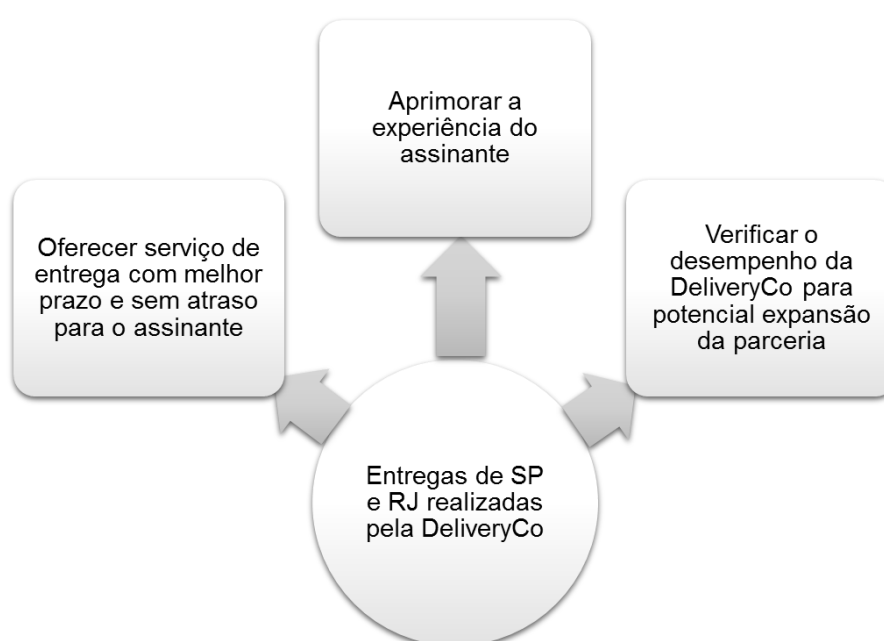 Aprimorar a
experiência do
assinante
Oferecer serviço de
entrega com melhor
prazo e sem atraso
para o assinante
Verificar o
desempenho da
DeliveryCo para
potencial expansão
da parceria
Entregas de SP
e RJ realizadas
pela DeliveryCo